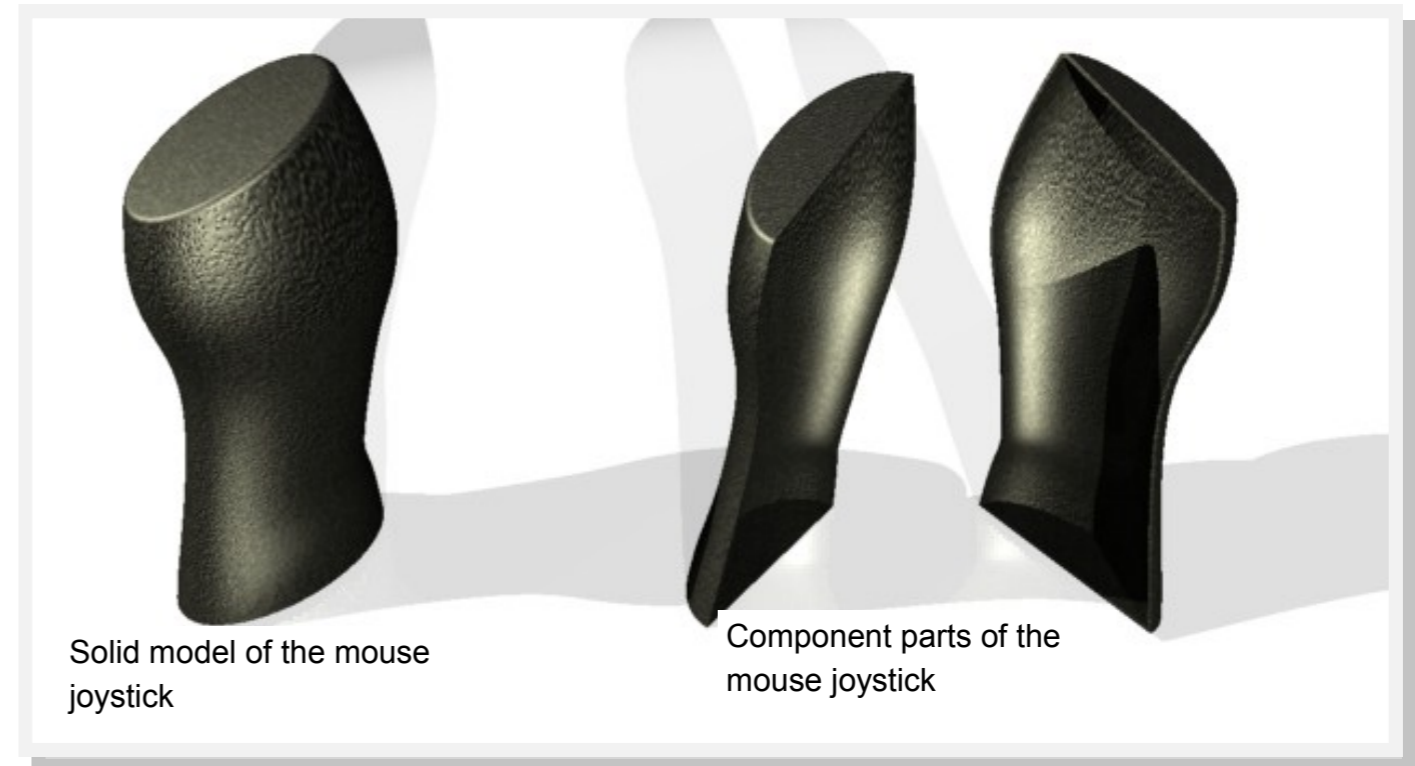 Solid model of the mouse
joystick
Component parts of the
mouse joystick